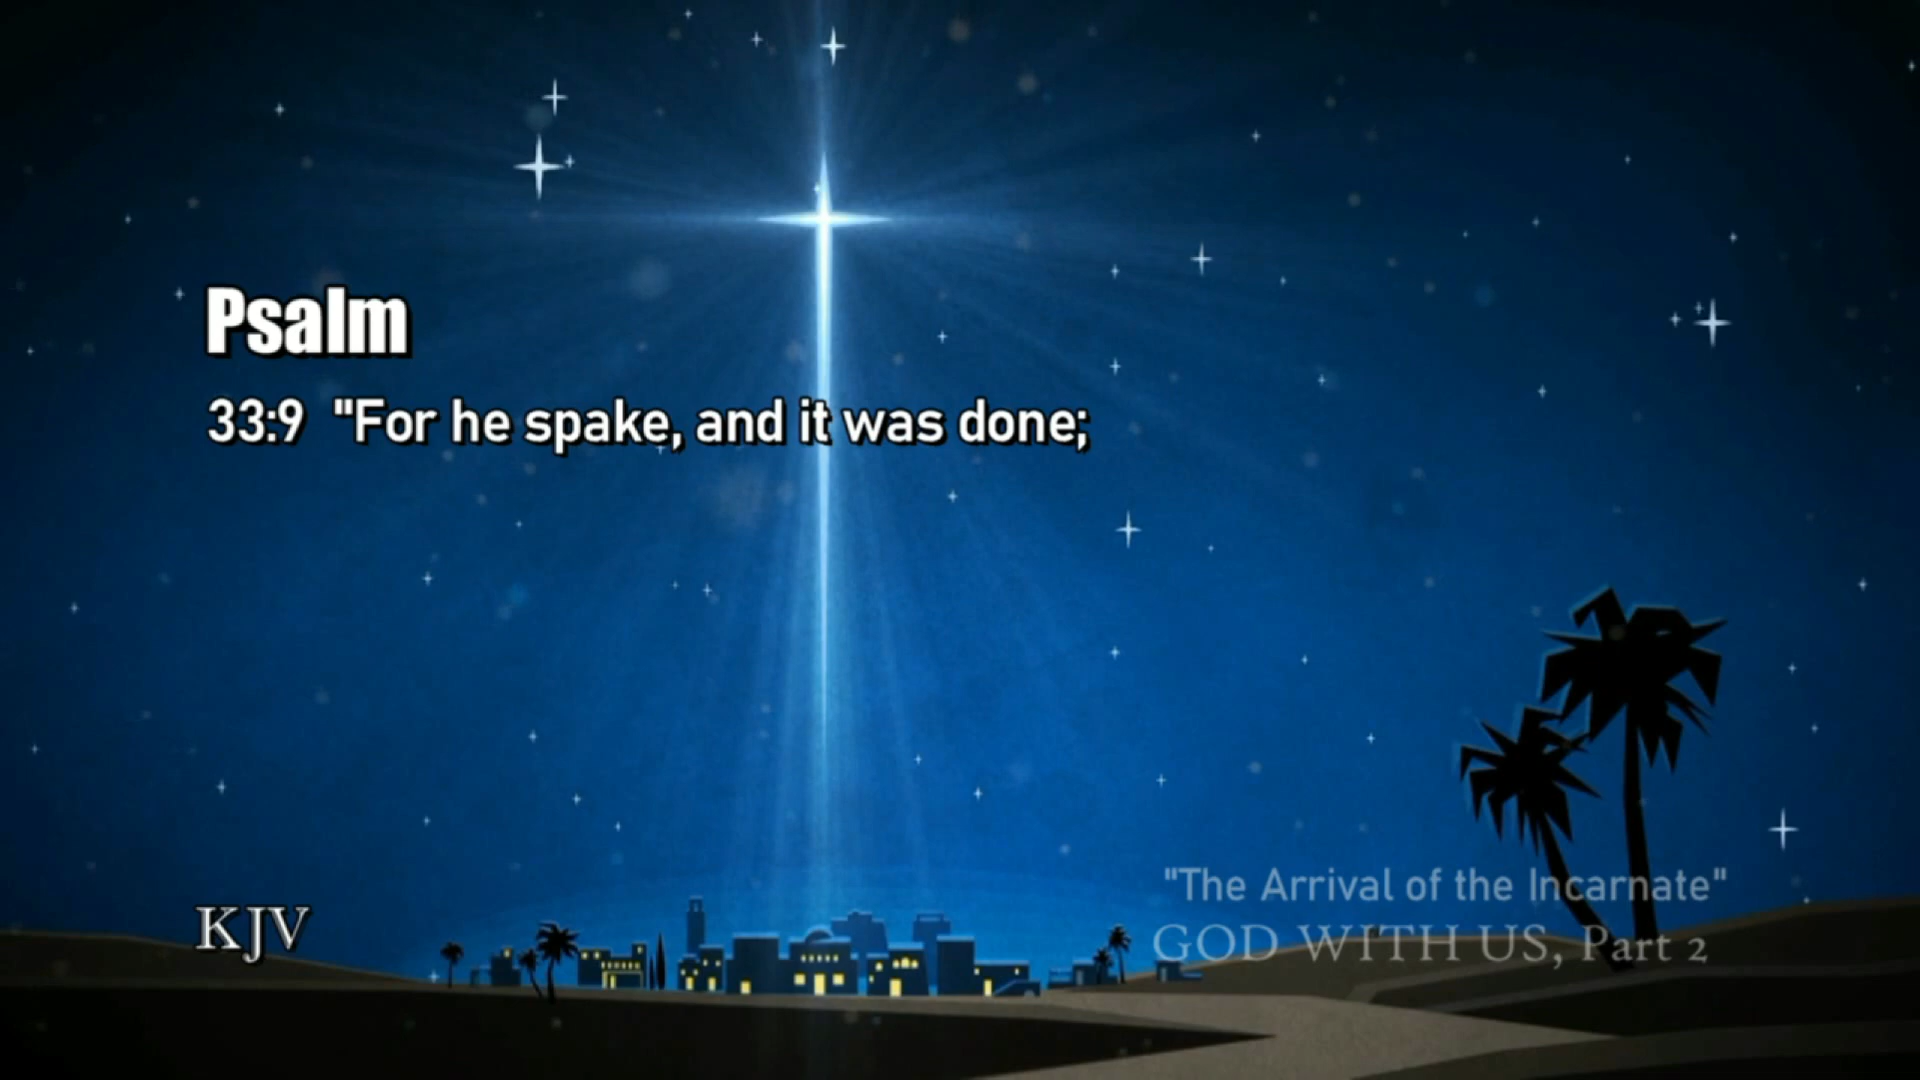 Psalm
33:9 "For he spake, and it was done;
KJV
"The Arrival of the Incarnate"
GOD WITH US, Part 2